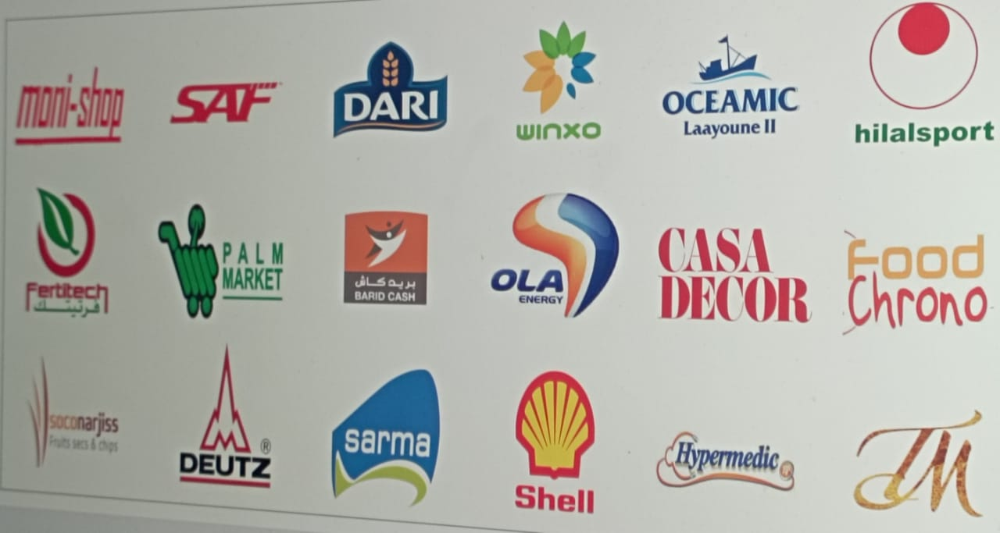 moni-shop
SAF
DARI
winxo
OCEAMIC
Laayoune II
hilalsport
Fertitech
فرتيتك
PALM
MARKET
بريد كاش
BARID CASH
OLA
ENERGY
CASA
DECOR
Food
Chrono
soconarjiss
Fruits secs & chips
DEUTZ ®
sarma
Shell
Hypermedic
TM